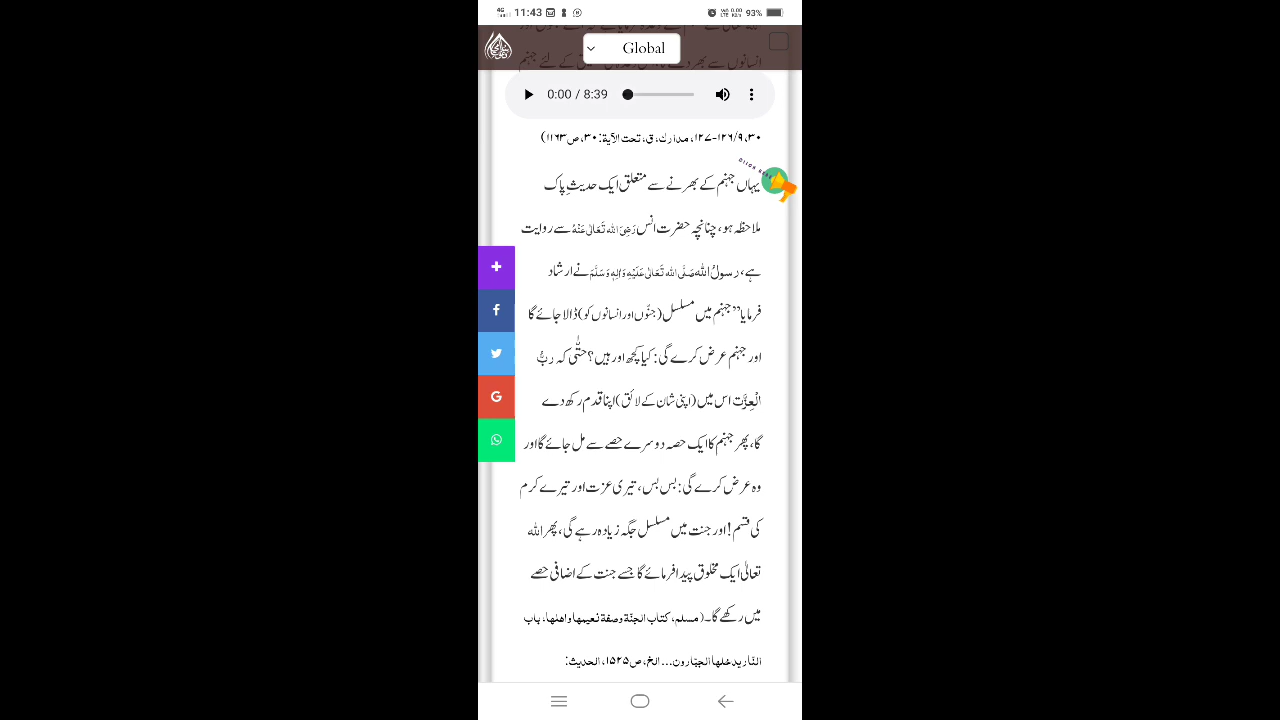 11:43
93%
Global
0:00 / 8:39
۳۰، ۹/۱۲۶-۱۲۷، مدارک، ق، تحت الآیۃ: ۳۰، ص۱۱۶۳)
یہاں جہنم کے بھرنے سے متعلق ایک حدیثِ پاک
ملاحظہ ہو، چنانچہ حضرت انس رَضِیَ اللہ تَعَالٰی عَنْہُ سے روایت
ہے، رسولُ اللہ صَلَّی اللہ تَعَالٰی عَلَیْہِ وَاٰلِہٖ وَسَلَّمَ نے ارشاد
فرمایا’’جہنم میں مسلسل (جنّوں اور انسانوں کو) ڈالا جائے گا
اور جہنم عرض کرے گی: کیا کچھ اور ہیں؟ حتّٰی کہ ربُّ
الْعِزَّت اس میں (اپنی شان کے لائق) اپنا قدم رکھ دے
گا، پھر جہنم کا ایک حصہ دوسرے حصے سے مل جائے گا اور
وہ عرض کرے گی: بس بس، تیری عزت اور تیرے کرم
کی قسم! اور جنت میں مسلسل جگہ زیادہ رہے گی، پھر اللہ
تعالیٰ ایک مخلوق پیدا فرمائے گا جسے جنت کے اضافی حصے
میں رکھے گا۔( مسلم، کتاب الجنّۃ وصفۃ نعیمہا واہلہا، باب
النّار یدخلہا الجبّارون... الخ، ص۱۵۲۵، الحدیث: